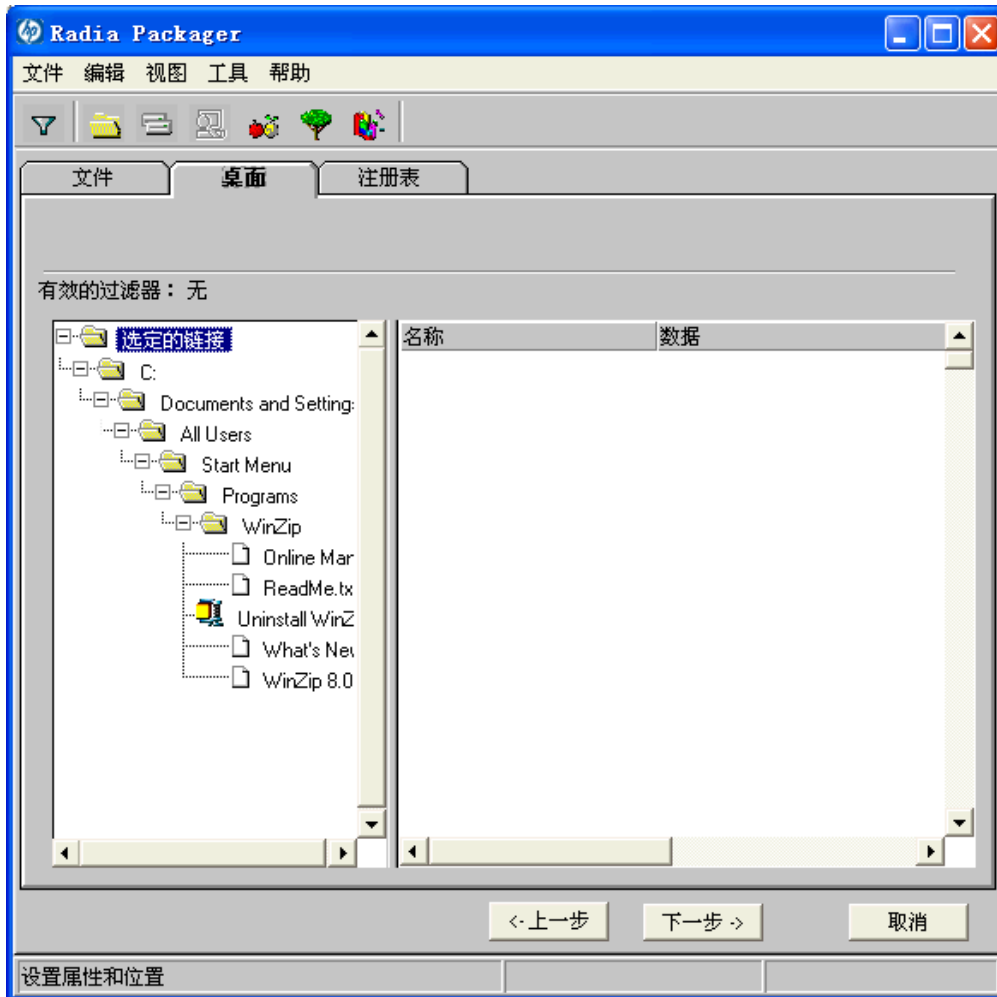 Radia Packager
文件 编辑 视图 工具 帮助
文件 桌面 注册表
有效的过滤器：无
选定的链接
C:
Documents and Setting
All Users
Start Menu
Programs
WinZip
Online Mar
ReadMe.tx
Uninstall WinZ
What's Nev
WinZip 8.0
名称 数据
<-上一步 下一步->  取消
设置属性和位置